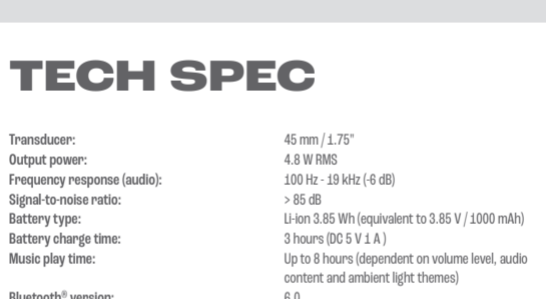 TECH SPEC
Transducer: 45 mm / 1.75"
Output power: 4.8 W RMS
Frequency response (audio): 100 Hz - 19 kHz (-6 dB)
Signal-to-noise ratio: > 85 dB
Battery type: Li-ion 3.85 Wh (equivalent to 3.85 V / 1000 mAh)
Battery charge time: 3 hours (DC 5 V 1 A )
Music play time: Up to 8 hours (dependent on volume level, audio
content and ambient light themes)
Bluetooth® version: 6.0